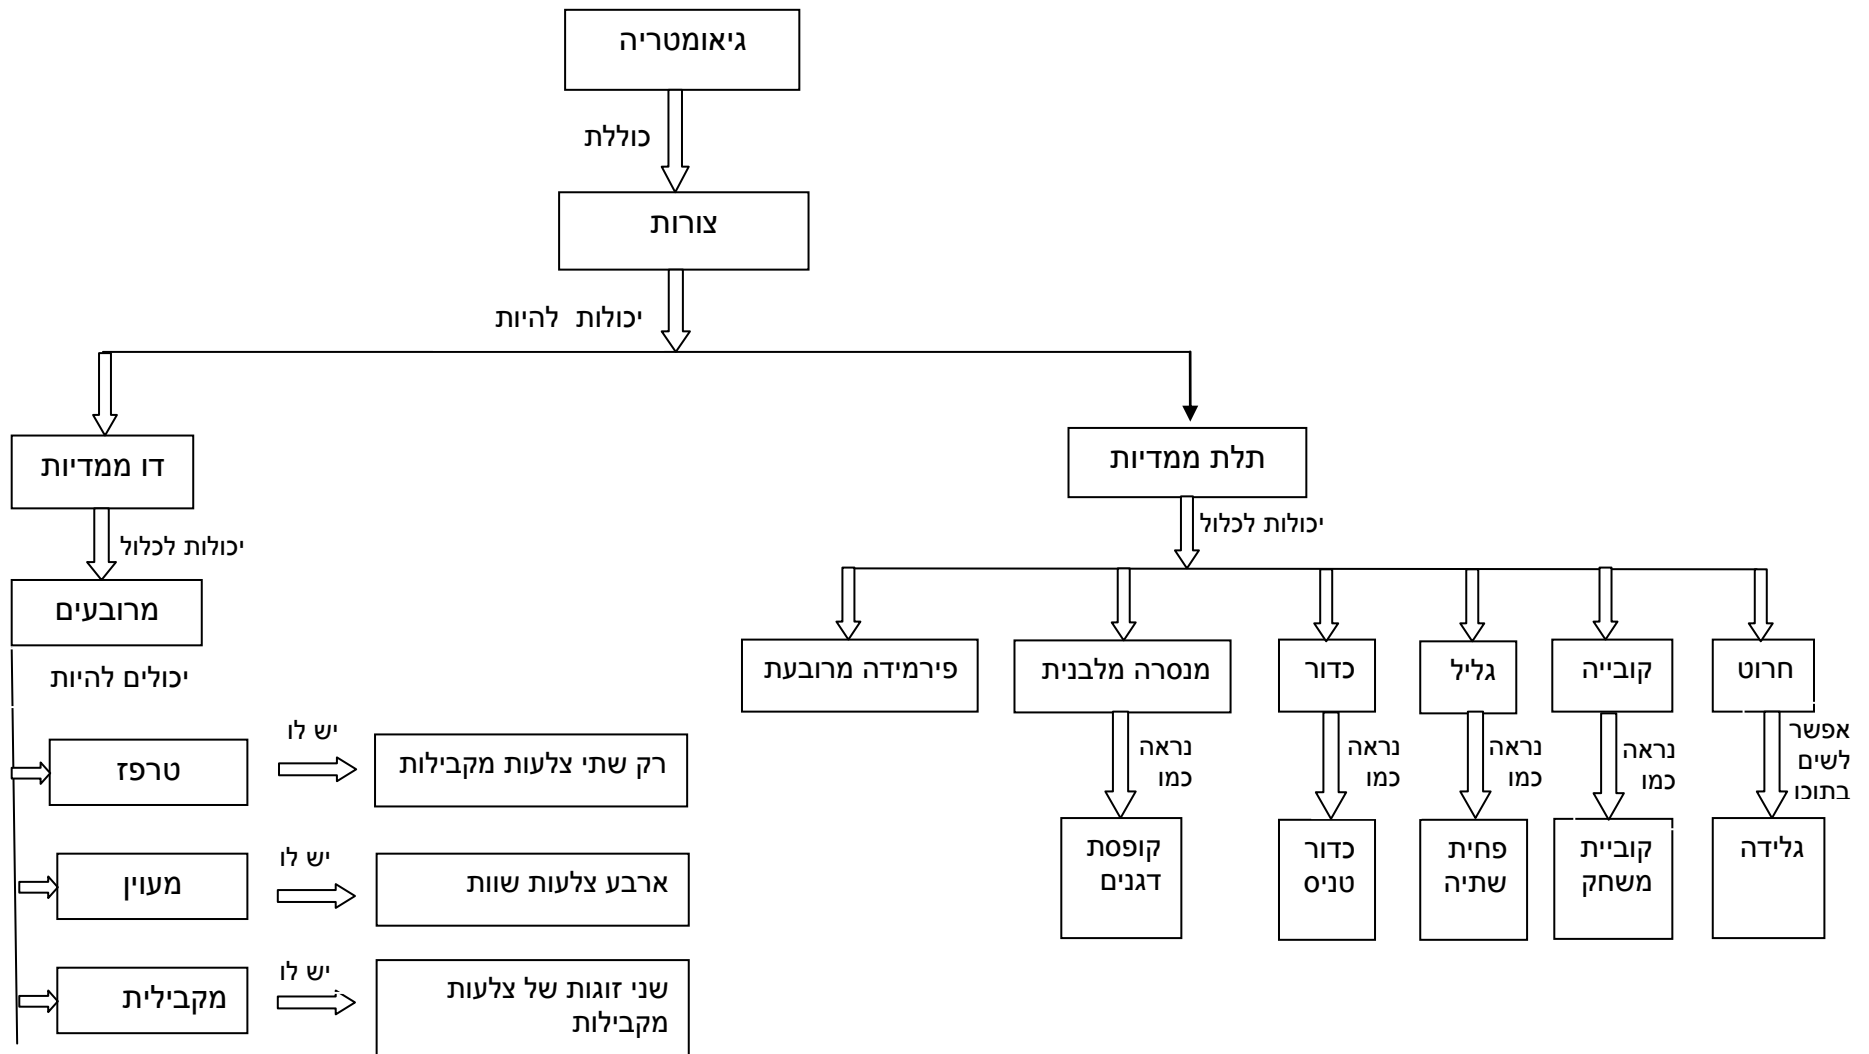 גיאומטריה
כוללת
צורות
יכולות להיות
תלת ממדיות
דו ממדיות
יכולות לכלול
יכולות לכלול
חרוט
קובייה
גליל
כדור
מנסרה מלבנית
פירמידה מרובעת
אפשר
לשים
בתוכו
נראה
כמו
נראה
כמו
נראה
כמו
נראה
כמו
גלידה
קוביית
משחק
פחית
שתיה
כדור
טניס
קופסת
דגנים
מרובעים
יכולים להיות
טרפז
יש לו
רק שתי צלעות מקבילות
מעוין
יש לו
ארבע צלעות שוות
מקבילית
יש לו
שני זוגות של צלעות
מקבילות